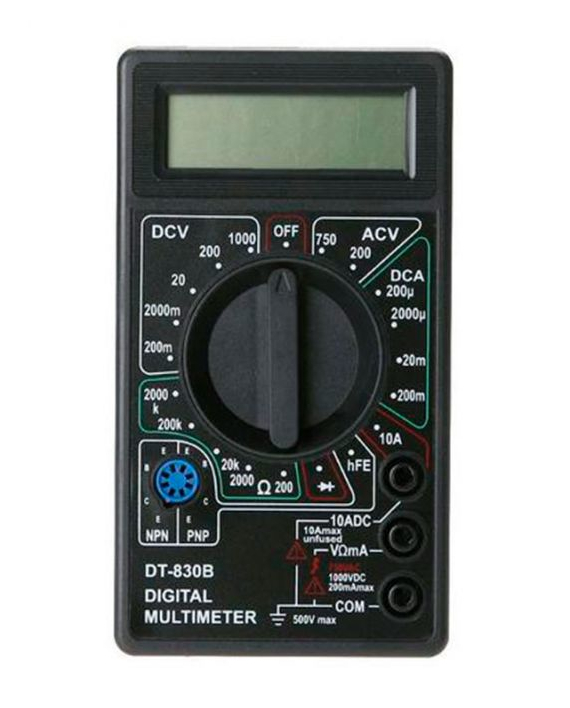 DCV
1000
OFF
750
ACV
200
200
DCA
20
200µ
2000m
2000µ
200m
20m
200m
2000
k
200k
10A
20k
2000
Ω
200
hFE
E
E
B
B
C
C
E
E
NPN
PNP
10ADC
10Amax
unfused
VΩmA
750VAC
1000VDC
200mAmax
COM
500V max
DT-830B
DIGITAL
MULTIMETER